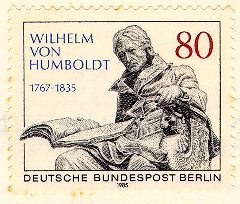 WILHELM
VON
HUMBOLDT
80
1767-1835
DEUTSCHE BUNDESPOST BERLIN
1985